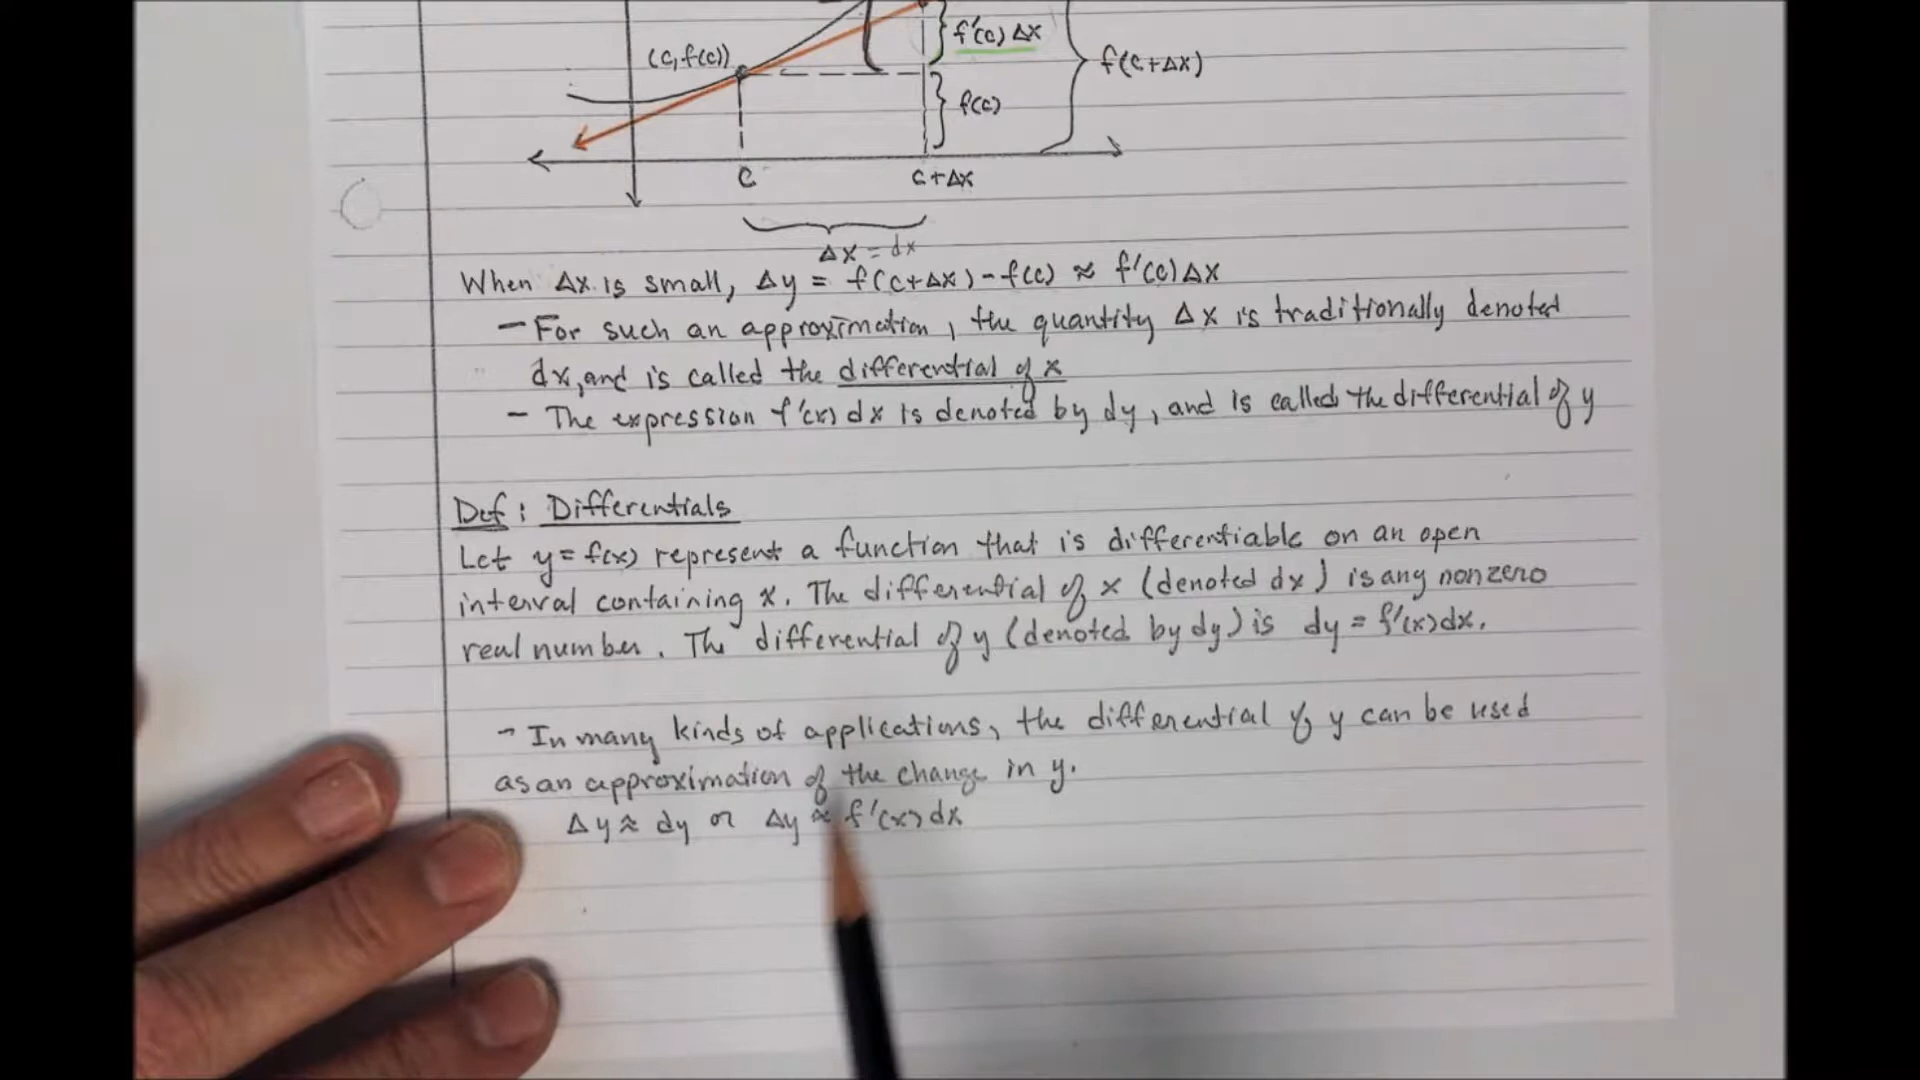 f'(c) Δx
(c, f(c))
f(c+Δx)
f(c)
c
c+Δx
Δx = dx
When Δx is small, Δy = f(c+Δx) - f(c) ≈ f'(c)Δx
- For such an approximation, the quantity Δx is traditionally denoted
dx, and is called the differential of x
- The expression f'(x) dx is denoted by dy, and is called the differential of y
Def: Differentials
Let y = f(x) represent a function that is differentiable on an open
interval containing x. The differential of x (denoted dx) is any nonzero
real number. The differential of y (denoted by dy) is dy = f'(x)dx.
- In many kinds of applications, the differential of y can be used
as an approximation of the change in y.
Δy ≈ dy or Δy ≈ f'(x) dx